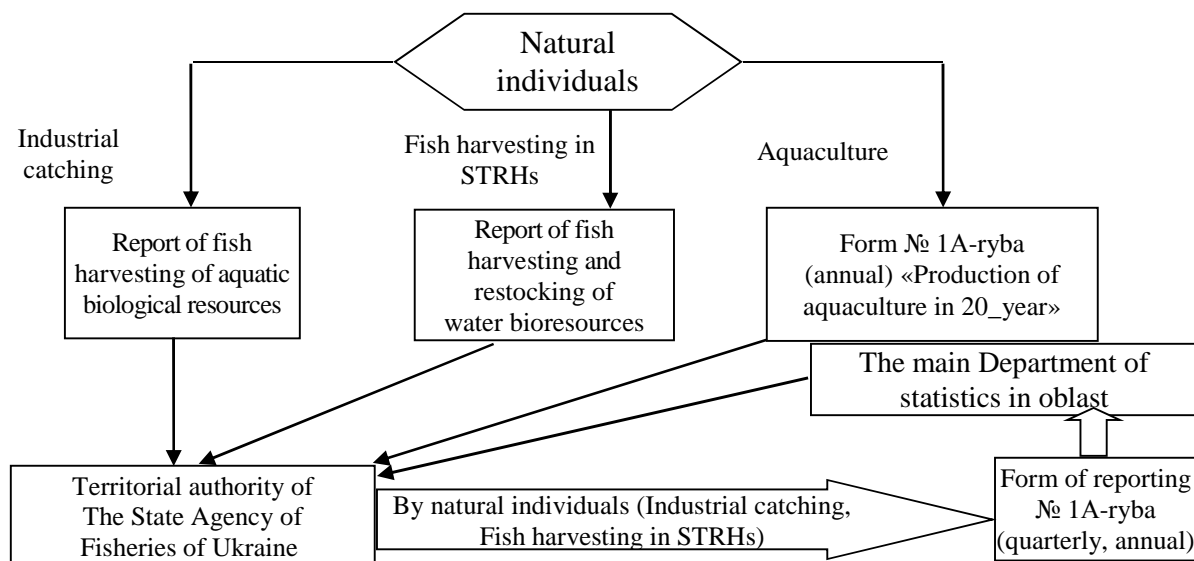 Natural
individuals
Industrial
catching
Fish harvesting in
STRHs
Aquaculture
Report of fish
harvesting of aquatic
biological resources
Report of fish
harvesting and
restocking of
water bioresources
Form № 1A-ryba
(annual) «Production of
aquaculture in 20_year»
The main Department of
statistics in oblast
Territorial authority of
The State Agency of
Fisheries of Ukraine
By natural individuals (Industrial catching,
Fish harvesting in STRHs)
Form of reporting
№ 1A-ryba
(quarterly, annual)